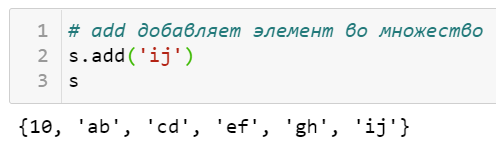 1 # add добавляет элемент во множество
2 s.add('ij')
3 s
{10, 'ab', 'cd', 'ef', 'gh', 'ij'}